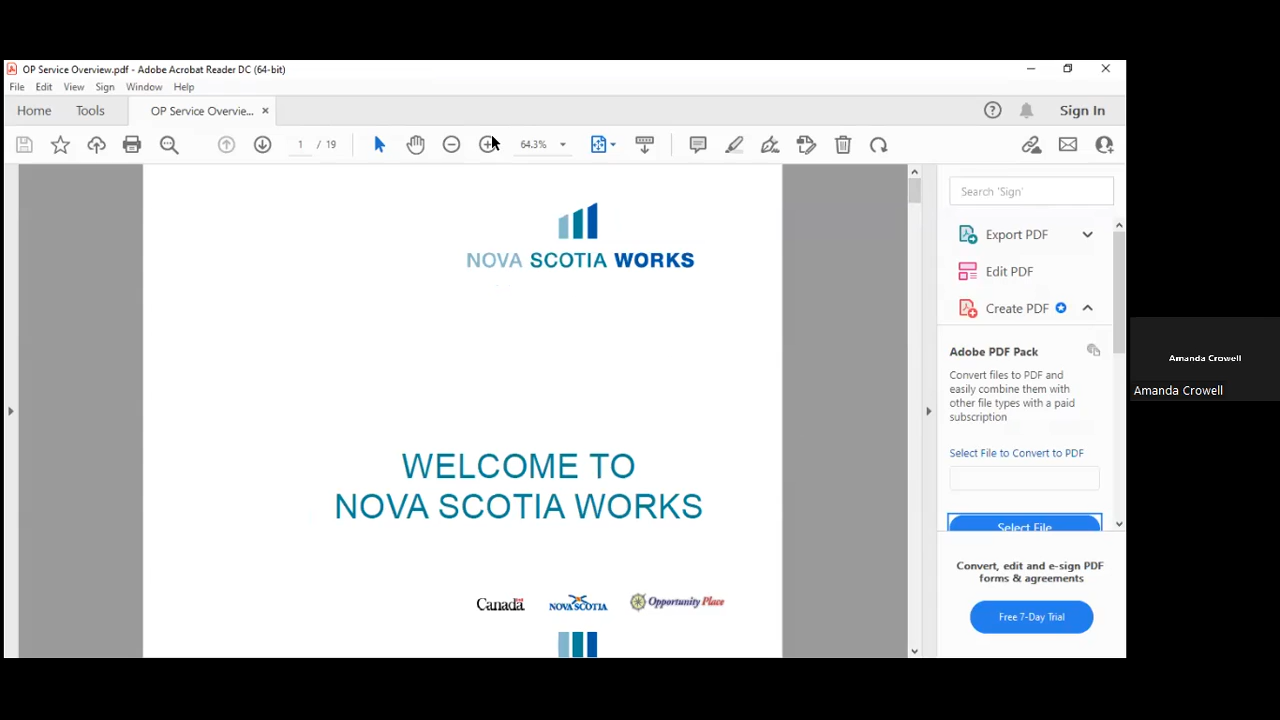 OP Service Overview.pdf - Adobe Acrobat Reader DC (64-bit)
File Edit View Sign Window Help
Home Tools OP Service Overvie... × Sign In
1 / 19 64.3%
NOVA SCOTIA WORKS
WELCOME TO
NOVA SCOTIA WORKS
Canada NOVA SCOTIA Opportunity Place
Search 'Sign'
Export PDF
Edit PDF
Create PDF
Adobe PDF Pack
Convert files to PDF and
easily combine them with
other file types with a paid
subscription
Select File to Convert to PDF
Select File
Convert, edit and e-sign PDF
forms & agreements
Free 7-Day Trial
Amanda Crowell
Amanda Crowell